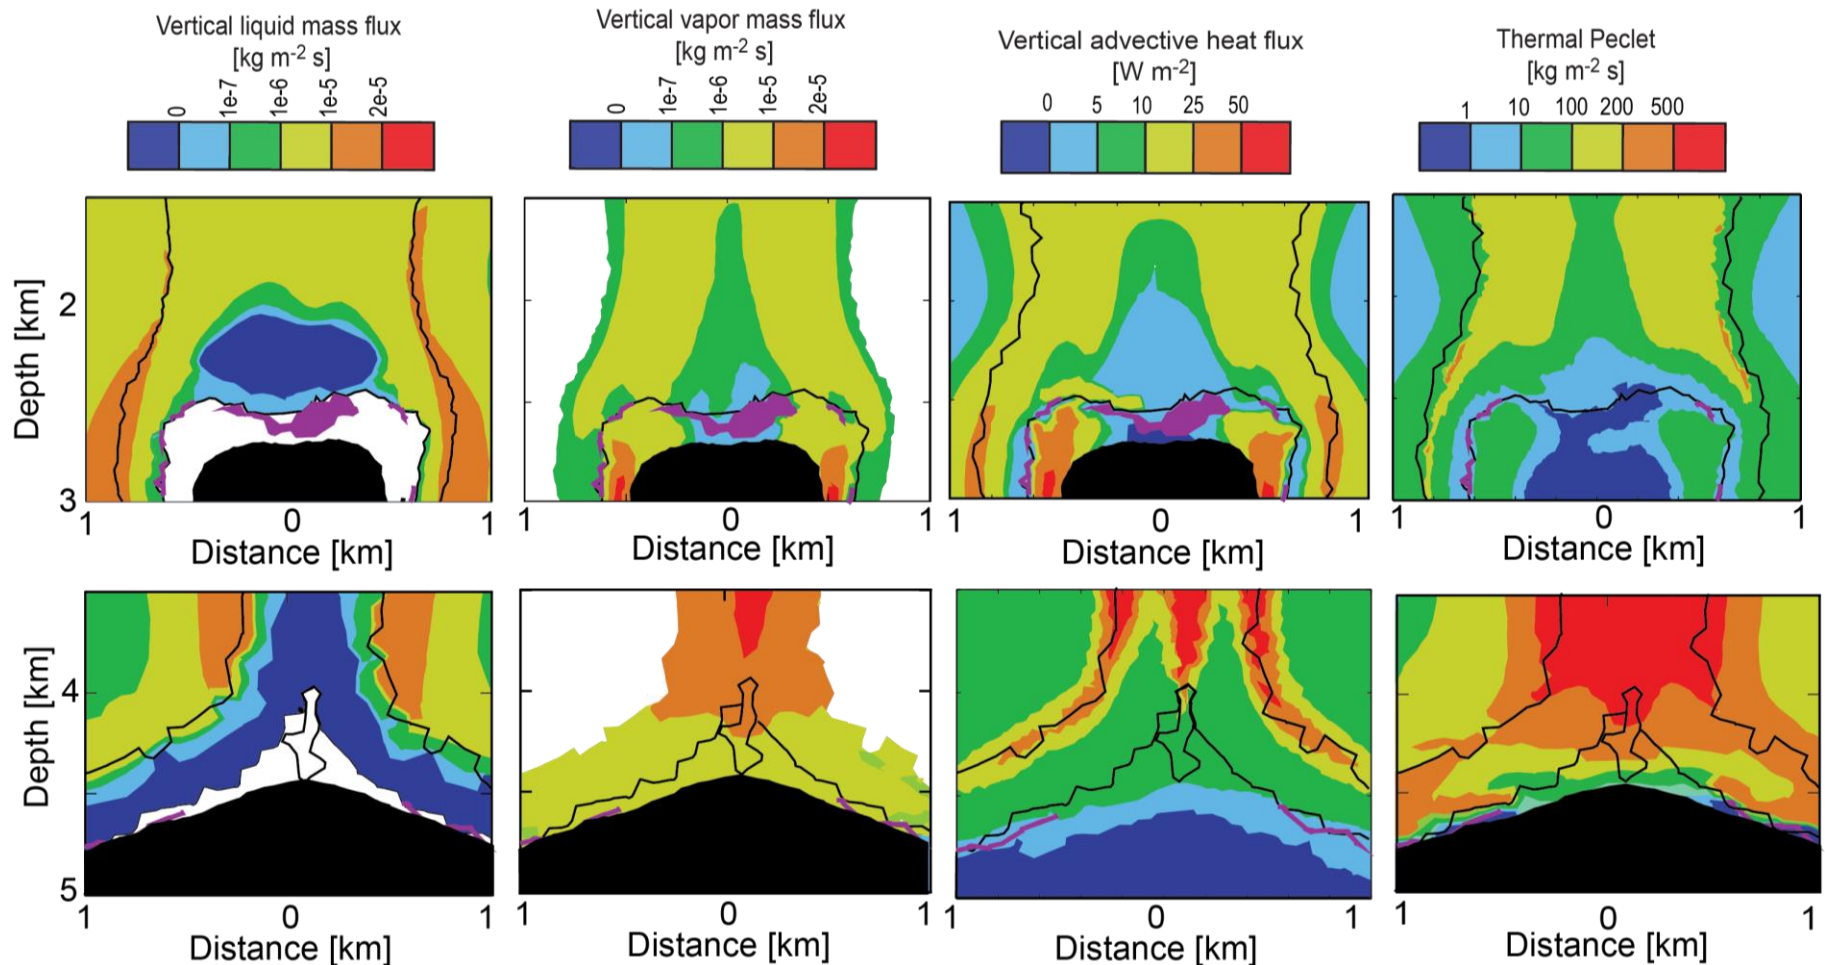 Vertical liquid mass flux
[kg m-2 s]
0 1e-7 1e-6 1e-5 2e-5
Vertical vapor mass flux
[kg m-2 s]
0 1e-7 1e-6 1e-5 2e-5
Vertical advective heat flux
[W m-2]
0 5 10 25 50
Thermal Peclet
[kg m-2 s]
1 10 100 200 500
Depth [km]
2
3
1 0 1
Distance [km]
1 0 1
Distance [km]
1 0 1
Distance [km]
1 0 1
Distance [km]
Depth [km]
4
5
1 0 1
Distance [km]
1 0 1
Distance [km]
1 0 1
Distance [km]
1 0 1
Distance [km]